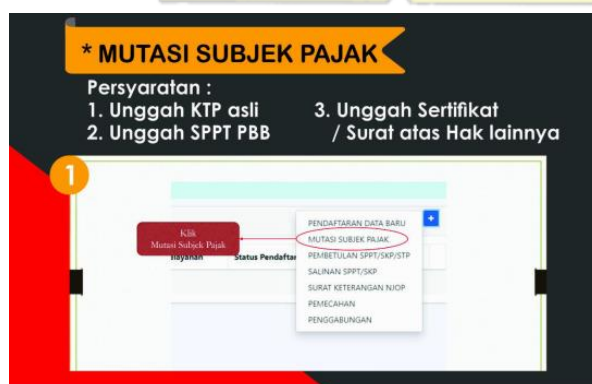 * MUTASI SUBJEK PAJAK
Persyaratan :
1. Unggah KTP asli
2. Unggah SPPT PBB
3. Unggah Sertifikat
/ Surat atas Hak lainnya
1
Klik
Mutasi Subjek Pajak
Status Pendaftar
PENDAFTARAN DATA BARU
+
MUTASI SUBJEK PAJAK
PEMBETULAN SPPT/SKP/STP
SALINAN SPPT/SKP
SURAT KETERANGAN NJOP
PEMECAHAN
PENGGABUNGAN